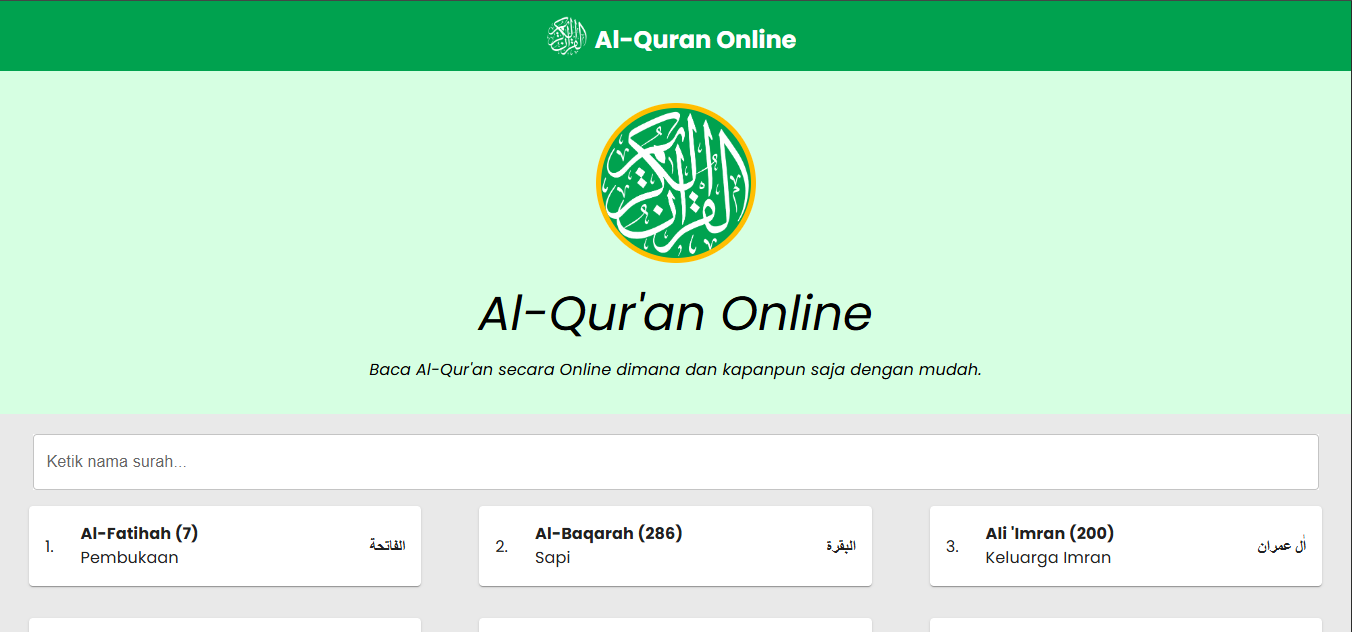 Al-Quran Online
القرآن الكريم
Al-Qur'an Online
Baca Al-Qur'an secara Online dimana dan kapanpun saja dengan mudah.
Ketik nama surah...
1.
Al-Fatihah (7)
Pembukaan
الفاتحة
2.
Al-Baqarah (286)
Sapi
البقرة
3.
Ali 'Imran (200)
Keluarga Imran
اٰل عمران